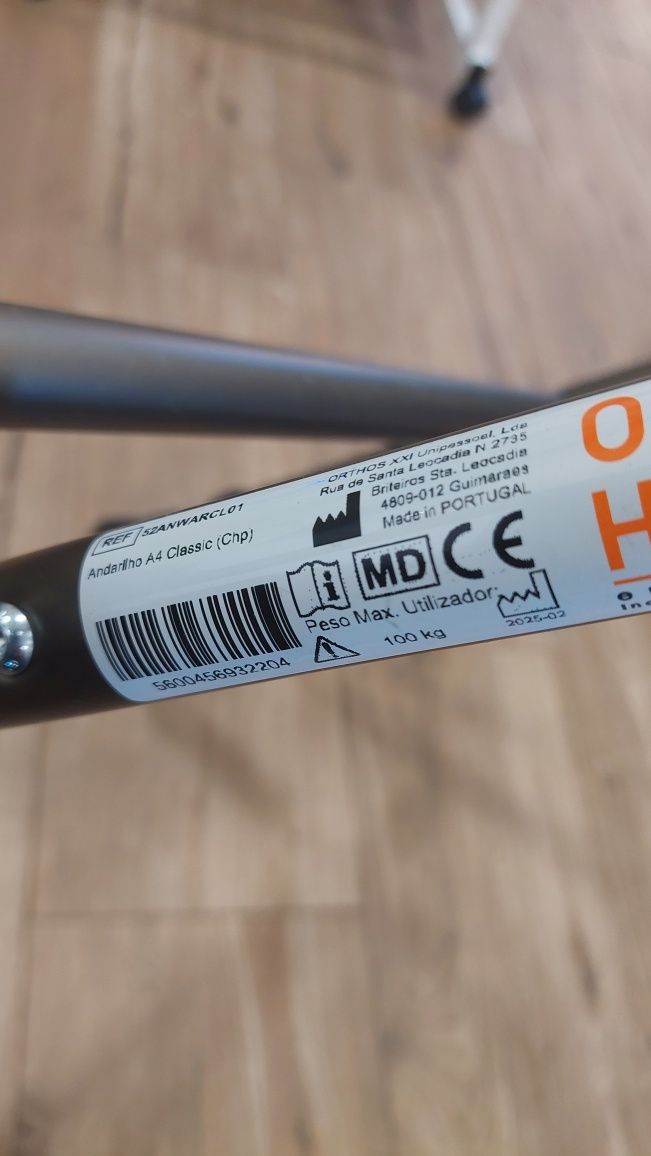 REF 52ANWARCL01
Andarilho A4 Classic (Chp)
5600456932204
ORTHOS XXI Unipessoal, Lda
Rua de Santa Leocadia N 2735
Briteiros Sta. Leocadia
4809-012 Guimaraes
Made in PORTUGAL
MD CE
Peso Max. Utilizador:
100 kg
2025-02
O
H